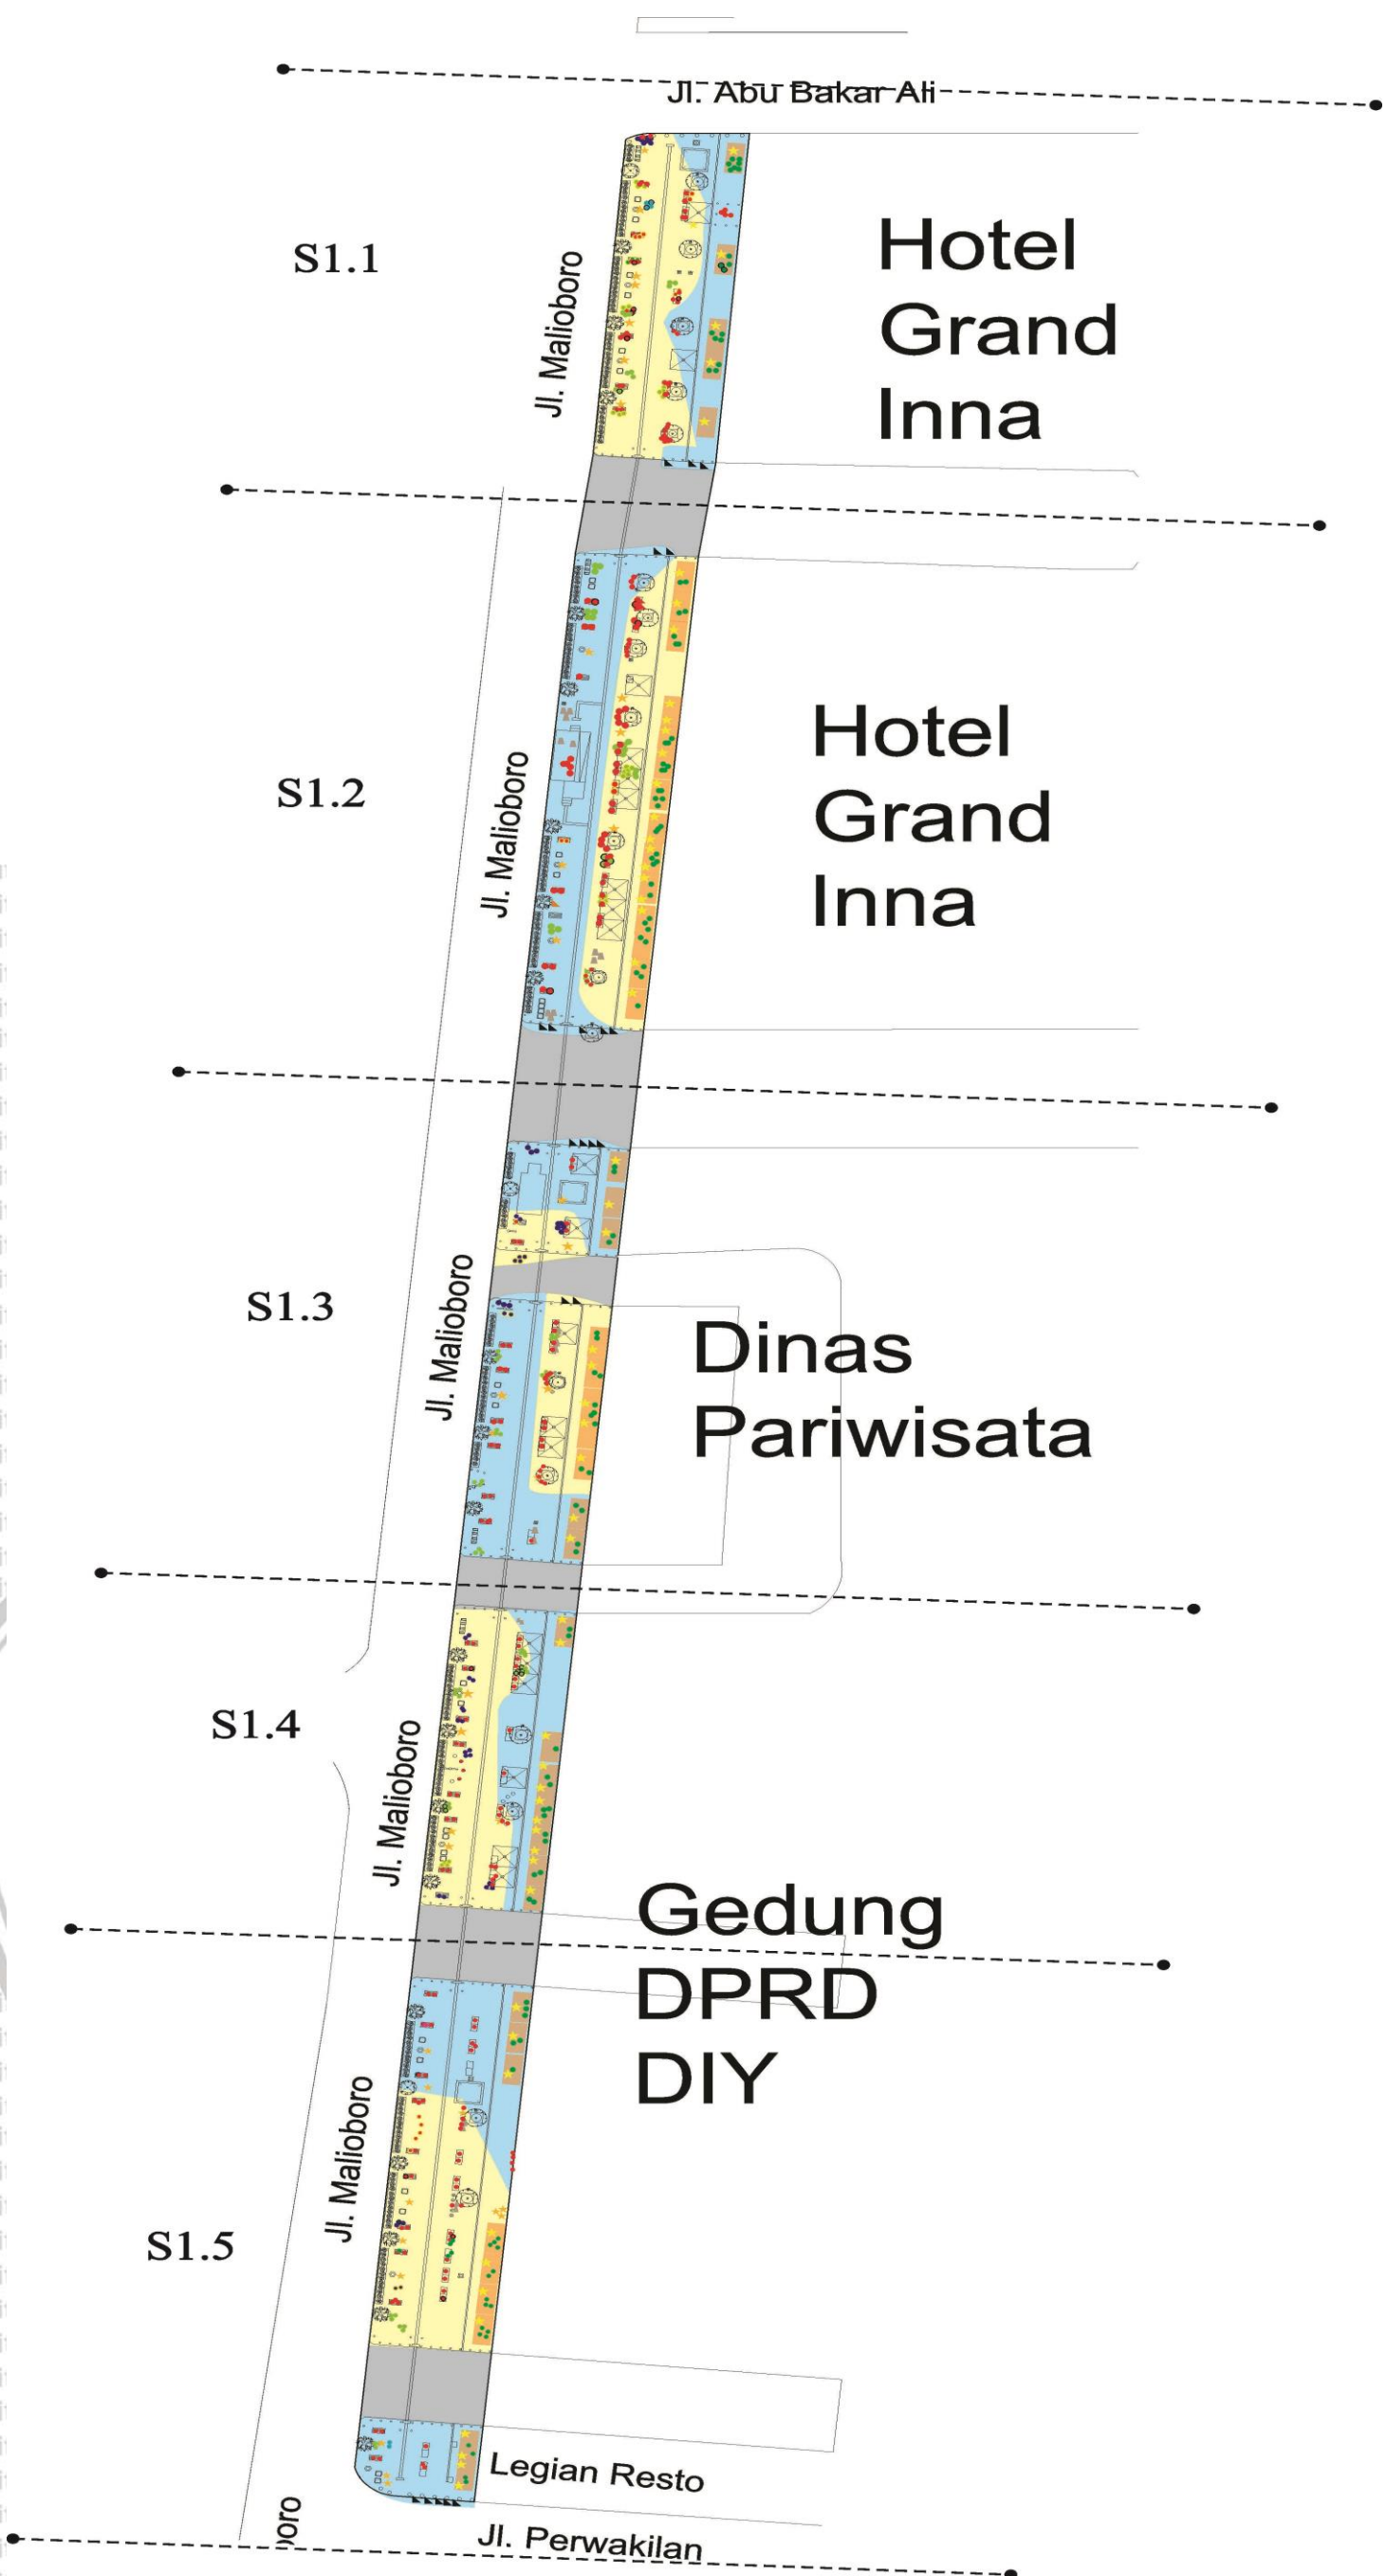 Jl. Abu Bakar Ali
S1.1
Jl. Malioboro
Hotel
Grand
Inna
S1.2
Jl. Malioboro
Hotel
Grand
Inna
S1.3
Jl. Malioboro
Dinas
Pariwisata
S1.4
Jl. Malioboro
Gedung
DPRD
DIY
S1.5
Jl. Malioboro
Legian Resto
oro
Jl. Perwakilan